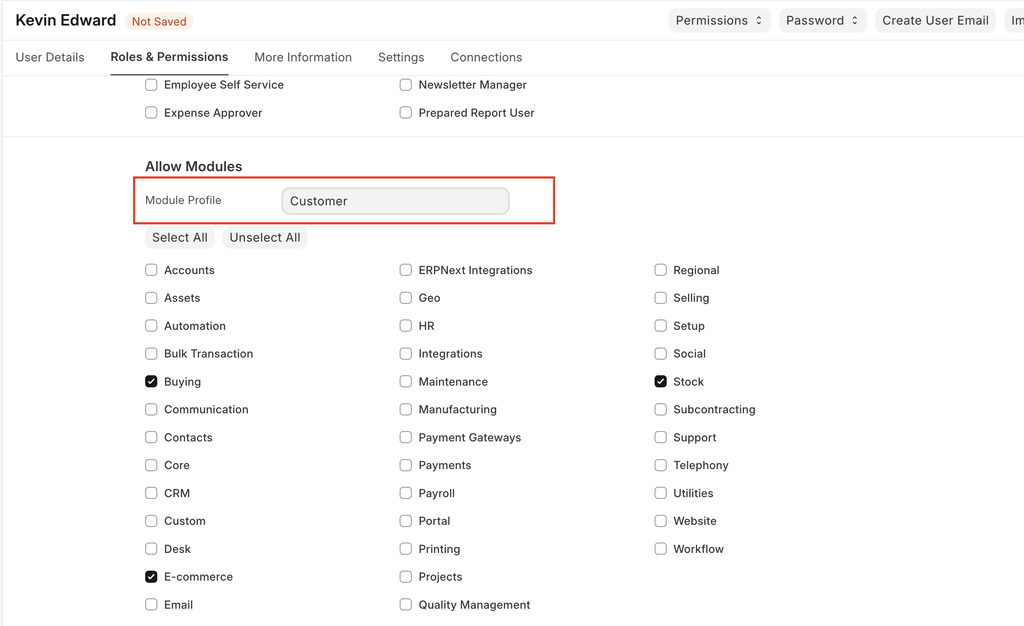 Kevin Edward Not Saved Permissions Password Create User Email Im
User Details Roles & Permissions More Information Settings Connections
Employee Self Service Newsletter Manager
Expense Approver Prepared Report User
Allow Modules
Module Profile Customer
Select All Unselect All
Accounts ERPNext Integrations Regional
Assets Geo Selling
Automation HR Setup
Bulk Transaction Integrations Social
Buying Maintenance Stock
Communication Manufacturing Subcontracting
Contacts Payment Gateways Support
Core Payments Telephony
CRM Payroll Utilities
Custom Portal Website
Desk Printing Workflow
E-commerce Projects
Email Quality Management